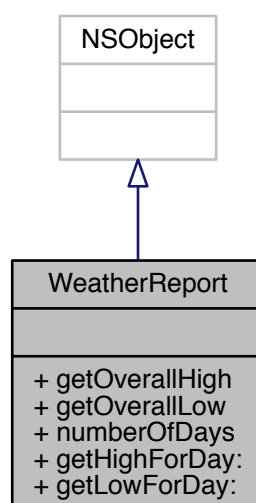 NSObject
WeatherReport
+ getOverallHigh
+ getOverallLow
+ numberOfDays
+ getHighForDay:
+ getLowForDay: